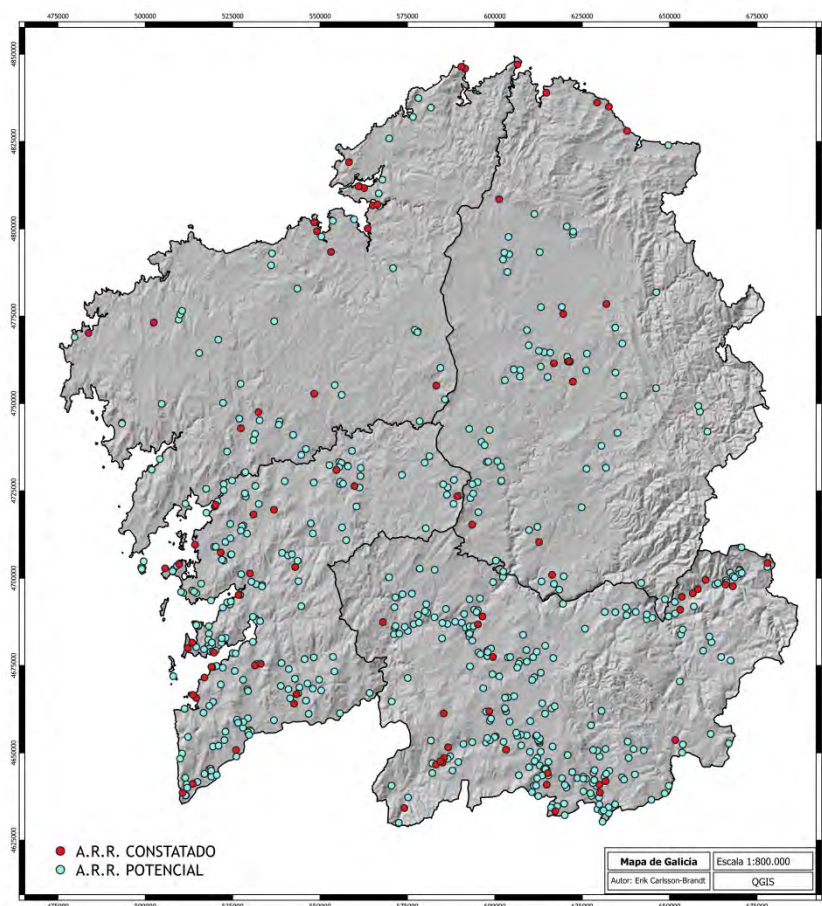 475000 500000 525000 550000 575000 600000 625000 650000 675000
4850000
4825000
4800000
4775000
4750000
4725000
4700000
4675000
4650000
4625000
A.R.R. CONSTATADO
A.R.R. POTENCIAL
Mapa de Galicia Escala 1:800.000
Autor: Erik Carlsson-Brandt QGIS
475000 500000 525000 550000 575000 600000 625000 650000 675000